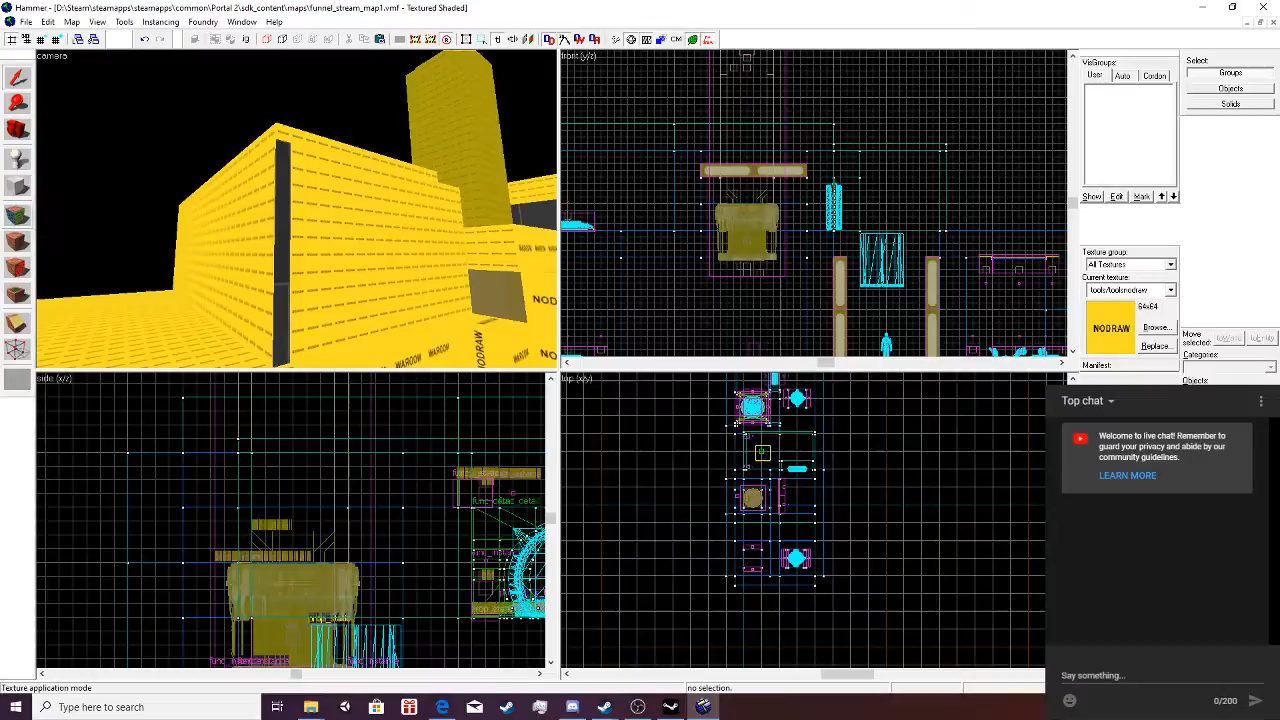 Hammer - [D:\Steam\steamapps\steamapps\common\Portal 2\sdk_content\maps\funnel_stream_map1.vmf - Textured Shaded]
File Edit Map View Tools Instancing Foundry Window Help
CM
camera
front (y/z)
VisGroups:
User Auto Cordon
Select:
Groups
Objects
Solids
Show Edit Mark
Texture group:
All Textures
Current texture:
tools/toolsnodraw
64x64
NODRAW
Browse...
Replace...
Manifest:
Move selected:
toWorld
toEntity
Categories:
Objects:
NODRAW
side (x/z)
top (x/y)
Top chat
Welcome to live chat! Remember to
guard your privacy and abide by our
community guidelines.
LEARN MORE
Say something...
0/200
Texture application mode
no selection.
Type here to search